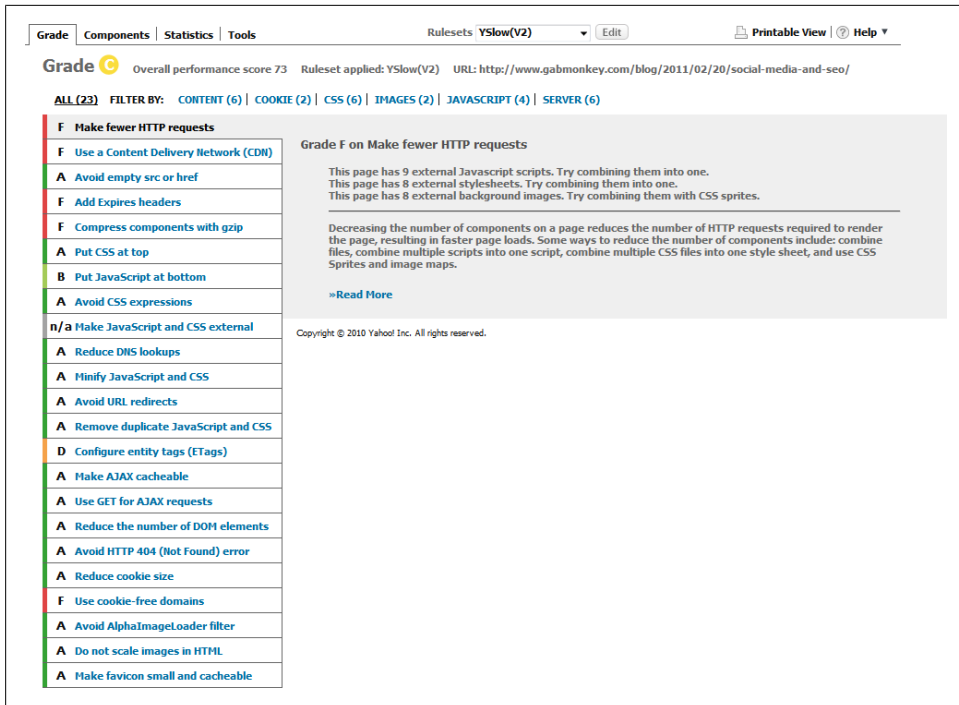 Grade Components Statistics Tools Rulesets YSlow(V2) Edit Printable View ? Help
Grade C Overall performance score 73 Ruleset applied: YSlow(V2) URL: http://www.gabmonkey.com/blog/2011/02/20/social-media-and-seo/
ALL (23) FILTER BY: CONTENT (6) | COOKIE (2) | CSS (6) | IMAGES (2) | JAVASCRIPT (4) | SERVER (6)
F Make fewer HTTP requests
F Use a Content Delivery Network (CDN)
A Avoid empty src or href
F Add Expires headers
F Compress components with gzip
A Put CSS at top
B Put JavaScript at bottom
A Avoid CSS expressions
n/a Make JavaScript and CSS external
A Reduce DNS lookups
A Minify JavaScript and CSS
A Avoid URL redirects
A Remove duplicate JavaScript and CSS
D Configure entity tags (ETags)
A Make AJAX cacheable
A Use GET for AJAX requests
A Reduce the number of DOM elements
A Avoid HTTP 404 (Not Found) error
A Reduce cookie size
F Use cookie-free domains
A Avoid AlphaImageLoader filter
A Do not scale images in HTML
A Make favicon small and cacheable
Grade F on Make fewer HTTP requests
This page has 9 external Javascript scripts. Try combining them into one.
This page has 8 external stylesheets. Try combining them into one.
This page has 8 external background images. Try combining them with CSS sprites.
Decreasing the number of components on a page reduces the number of HTTP requests required to render
the page, resulting in faster page loads. Some ways to reduce the number of components include: combine
files, combine multiple scripts into one script, combine multiple CSS files into one style sheet, and use CSS
Sprites and image maps.
»Read More
Copyright © 2010 Yahoo! Inc. All rights reserved.